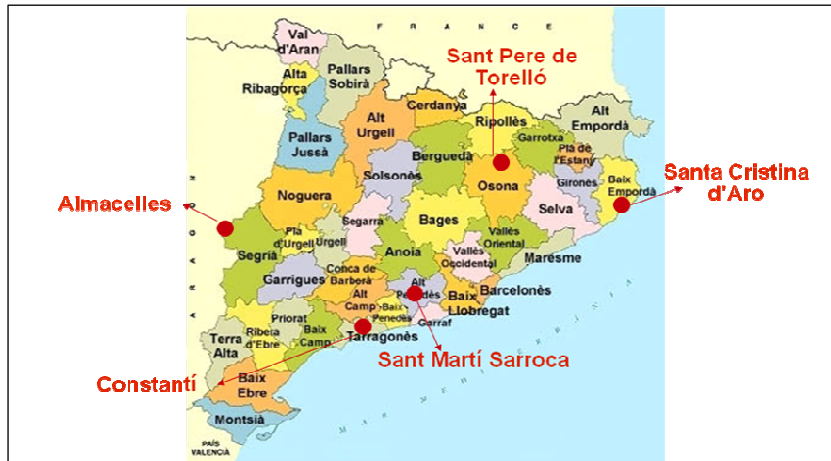 F R A N C E
Val
d'Aran
Sant Pere de
Torelló
Pallars
Sobirà
Alta
Ribagorça
Cerdanya
Alt
Empordà
Alt
Urgell
Ripollès
Garrotxa
Pallars
Jussà
Berguedà
Pla de
l'Estany
Solsonès
Gironès
Baix
Empordà
Santa Cristina
d'Aro
Osona
Noguera
Almacelles
Selva
Segarra
Bages
Pla
d'Urgell
Urgell
Vallès
Oriental
Segrià
Anoia
Vallès
Occidental
Maresme
Garrigues
Conca de
Barberà
Alt
Penedès
Barcelonès
Alt
Camp
Baix
Llobregat
Baix
Penedès
Garraf
Priorat
Ribera
d'Ebre
Baix
Camp
Tarragonès
Terra
Alta
Sant Martí Sarroca
Constantí
Baix
Ebre
Montsià
PAÍS
VALENCIÀ